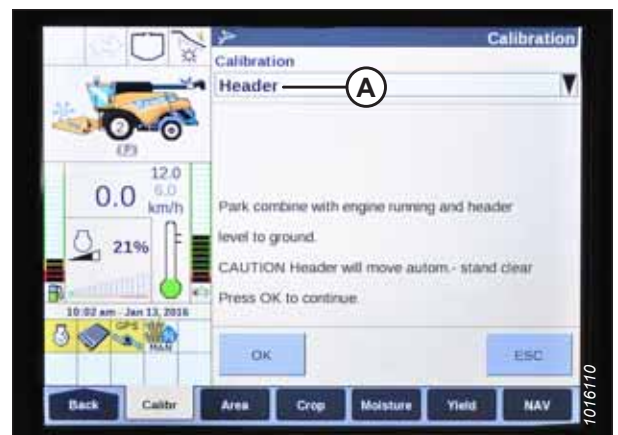 Calibration
Calibration
Header
A
(P)
12.0
6.0
0.0
km/h
21%
Park combine with engine running and header
level to ground.
CAUTION Header will move autom.- stand clear
Press OK to continue
10:02 am - Jan 13, 2016
GPS
MAN
OK
ESC
Back
Calibr
Area
Crop
Moisture
Yield
NAV
1016110